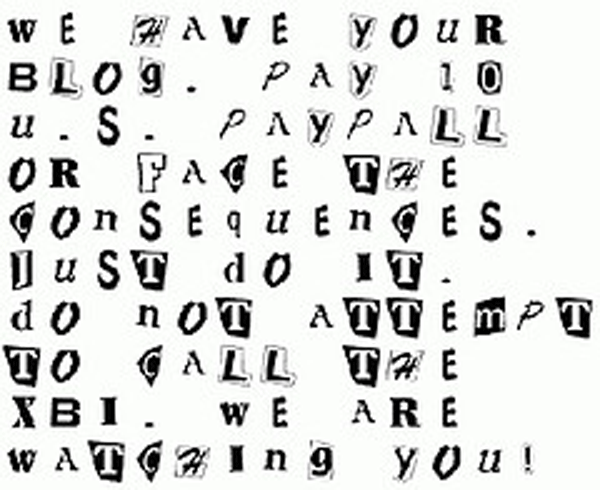 WE HAVE YOUR
BLOG. PAY 10
U.S. PAYPALL
OR FACE THE
CONSEQUENCES.
JUST DO IT.
DO NOT ATTEMPT
TO CALL THE
XBI. WE ARE
WATCHING YOU!